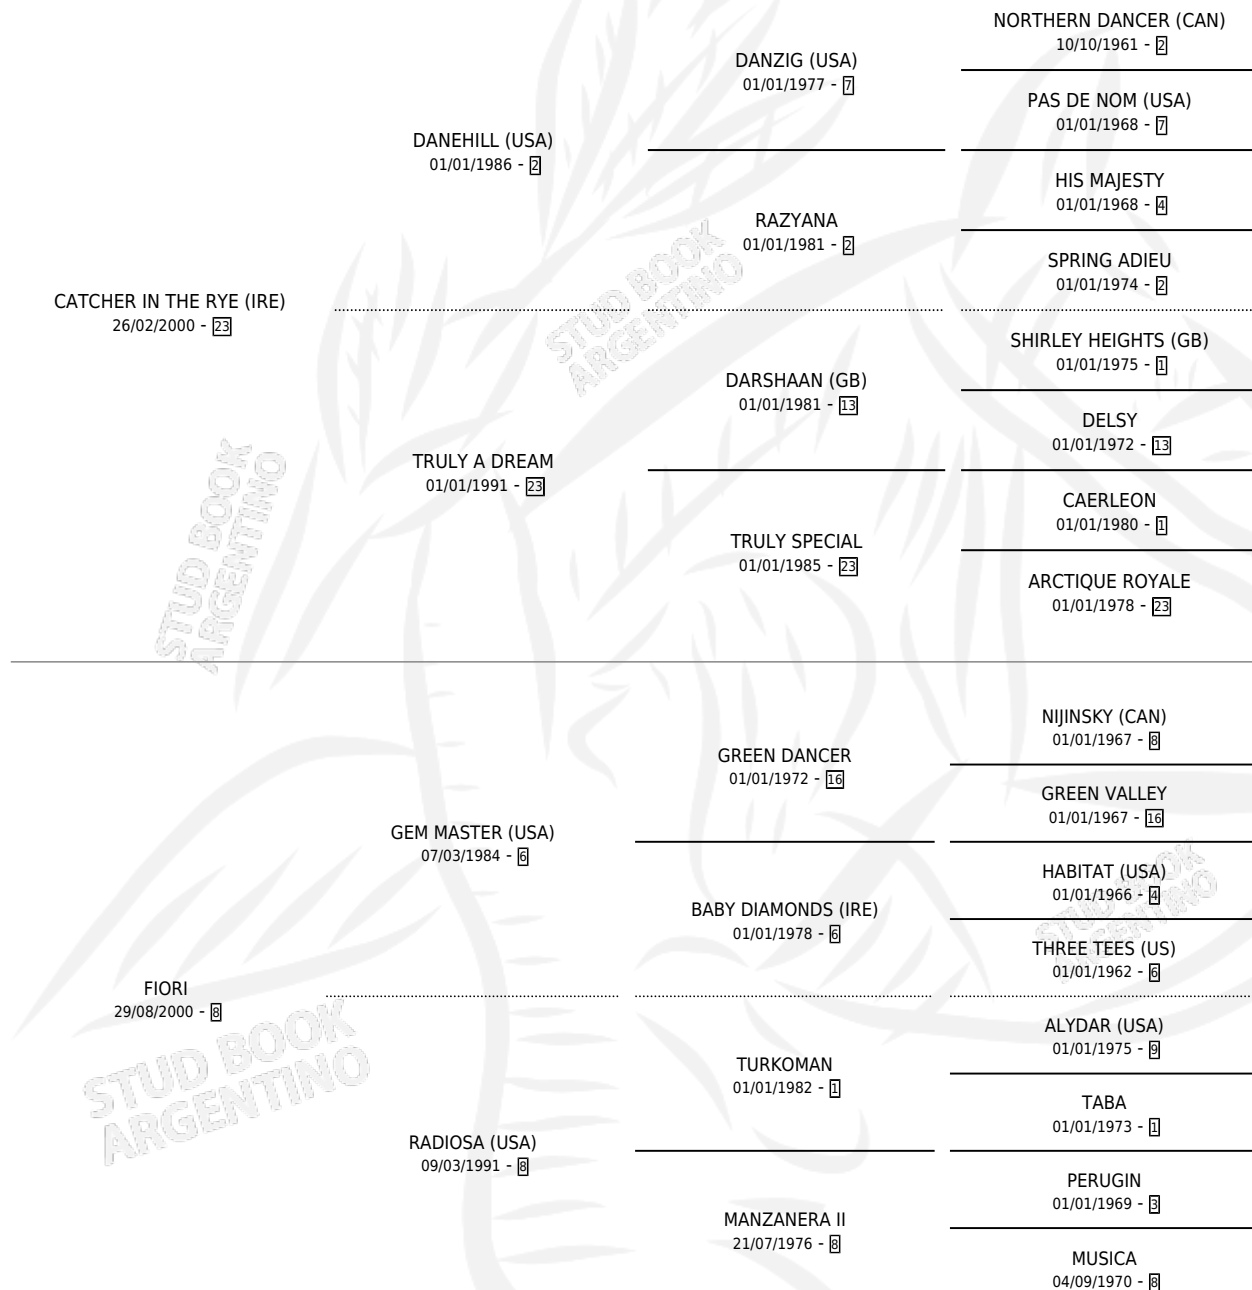 NORTHERN DANCER (CAN)
10/10/1961 - 2
DANZIG (USA)
01/01/1977 - 7
PAS DE NOM (USA)
01/01/1968 - 7
DANEHILL (USA)
01/01/1986 - 2
HIS MAJESTY
01/01/1968 - 4
RAZYANA
01/01/1981 - 2
SPRING ADIEU
01/01/1974 - 2
CATCHER IN THE RYE (IRE)
26/02/2000 - 23
SHIRLEY HEIGHTS (GB)
01/01/1975 - 1
DARSHAAN (GB)
01/01/1981 - 13
DELSY
01/01/1972 - 13
TRULY A DREAM
01/01/1991 - 23
CAERLEON
01/01/1980 - 1
TRULY SPECIAL
01/01/1985 - 23
ARCTIQUE ROYALE
01/01/1978 - 23
NIJINSKY (CAN)
01/01/1967 - 8
GREEN DANCER
01/01/1972 - 16
GREEN VALLEY
01/01/1967 - 16
GEM MASTER (USA)
07/03/1984 - 6
HABITAT (USA)
01/01/1966 - 4
BABY DIAMONDS (IRE)
01/01/1978 - 6
THREE TEES (US)
01/01/1962 - 6
FIORI
29/08/2000 - 8
ALYDAR (USA)
01/01/1975 - 9
TURKOMAN
01/01/1982 - 1
TABA
01/01/1973 - 1
RADIOSA (USA)
09/03/1991 - 8
PERUGIN
01/01/1969 - 3
MANZANERA II
21/07/1976 - 8
MUSICA
04/09/1970 - 8
STUD BOOK
ARGENTINO
STUD BOOK
ARGENTINO
STUD BOOK
ARGENTINO
STUD BOOK
ARGENTINO